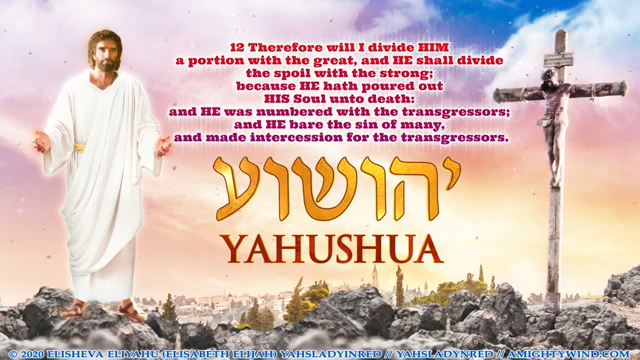 12 Therefore will I divide HIM
a portion with the great, and HE shall divide
the spoil with the strong;
because HE hath poured out
HIS Soul unto death:
and HE was numbered with the transgressors;
and HE bare the sin of many,
and made intercession for the transgressors.
יהושוע
YAHUSHUA
© 2020 ELISHEVA ELIYAHU (ELISABETH ELIJAH) YAHSLADYINRED // YAHSLADYNRED // AMIGHTYWIND.COM